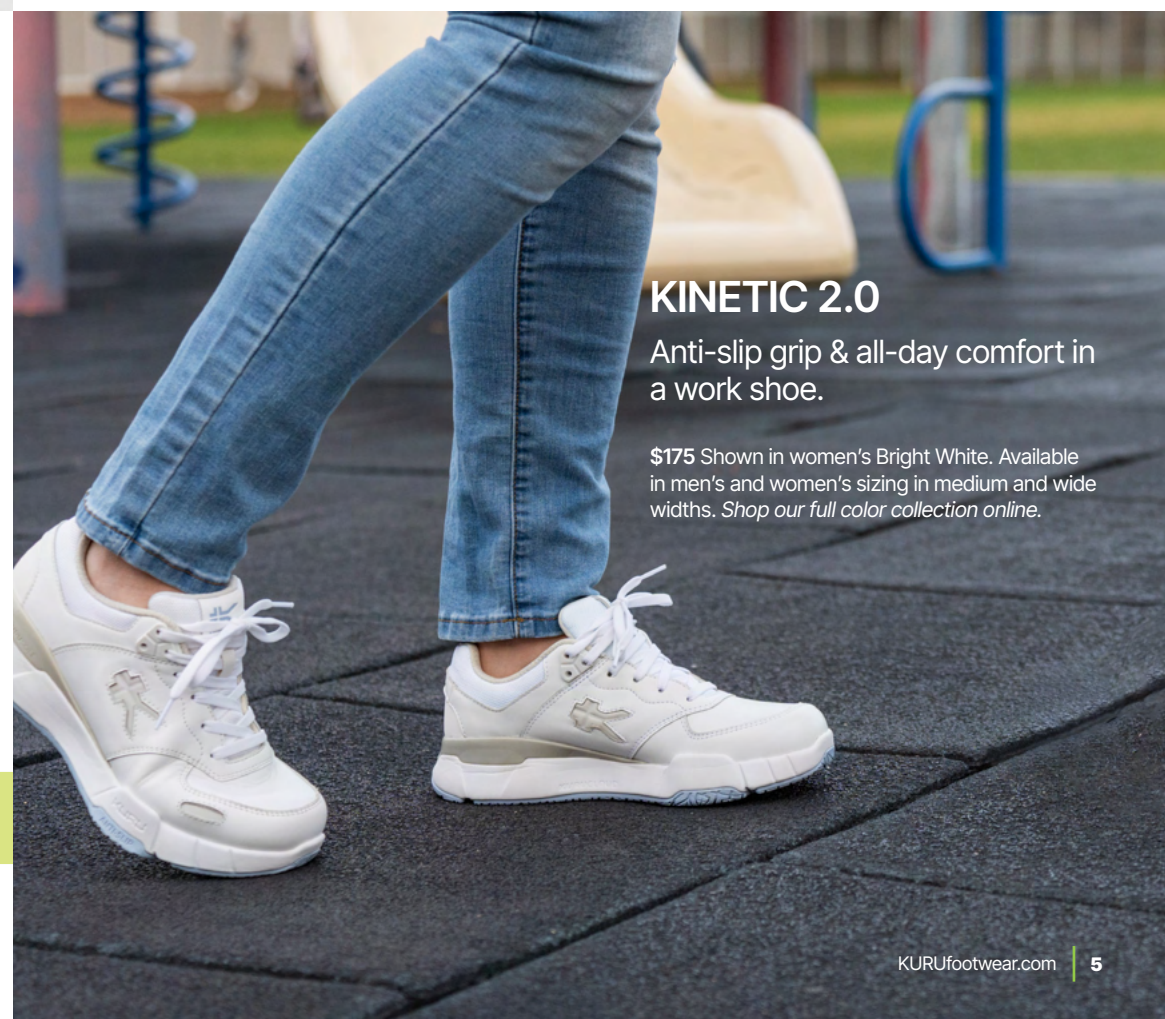 KINETIC 2.0
Anti-slip grip & all-day comfort in
a work shoe.
$175 Shown in women’s Bright White. Available
in men’s and women’s sizing in medium and wide
widths. Shop our full color collection online.
KURUfootwear.com 5